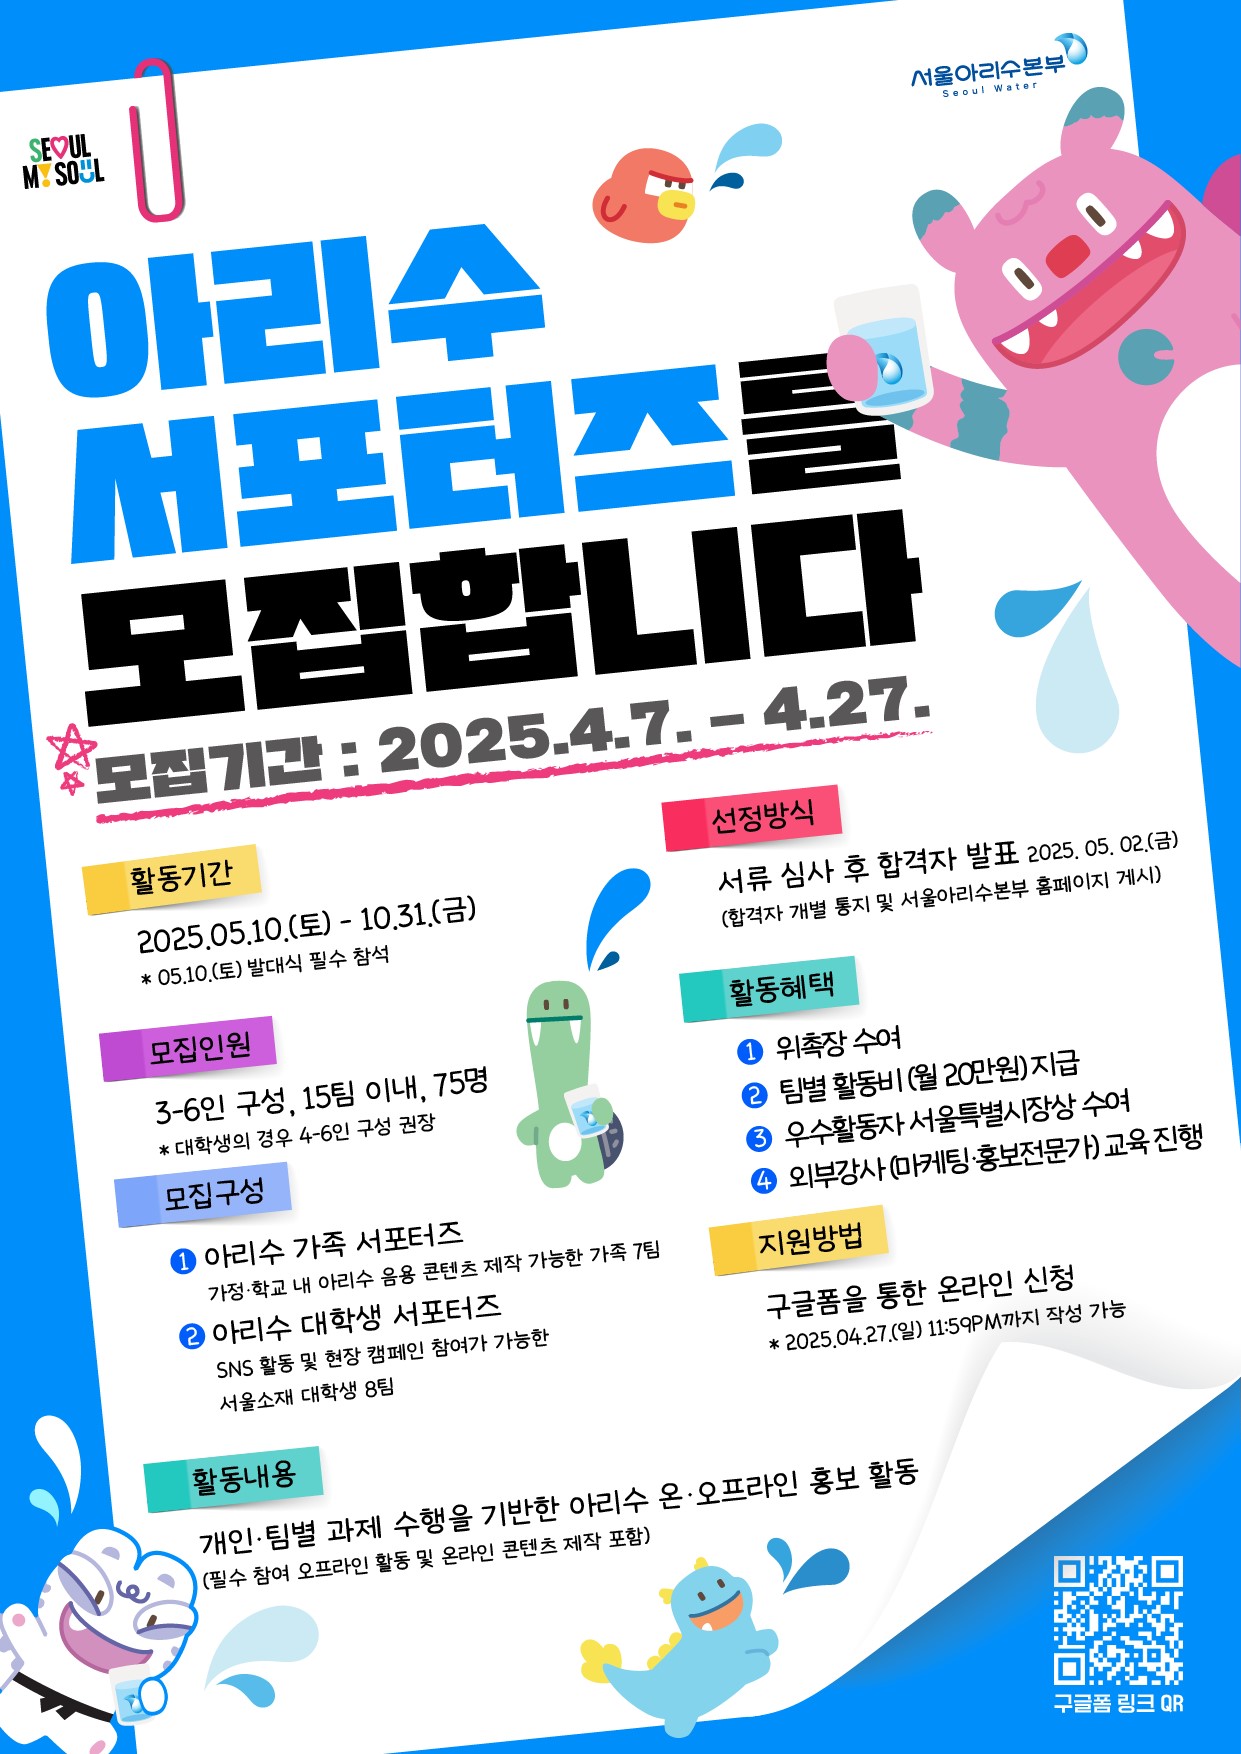 SEOUL
MY SOUL
서울아리수본부
Seoul Water
아리수
서포터즈를
모집합니다
모집기간 : 2025.4.7. – 4.27.
활동기간
2025.05.10.(토) - 10.31.(금)
* 05.10.(토) 발대식 필수 참석
모집인원
3-6인 구성, 15팀 이내, 75명
* 대학생의 경우 4-6인 구성 권장
모집구성
1 아리수 가족 서포터즈
가정·학교 내 아리수 음용 콘텐츠 제작 가능한 가족 7팀
2 아리수 대학생 서포터즈
SNS 활동 및 현장 캠페인 참여가 가능한
서울소재 대학생 8팀
선정방식
서류 심사 후 합격자 발표 2025. 05. 02.(금)
(합격자 개별 통지 및 서울아리수본부 홈페이지 게시)
활동혜택
1 위촉장 수여
2 팀별 활동비 (월 20만원) 지급
3 우수활동자 서울특별시장상 수여
4 외부강사 (마케팅·홍보전문가) 교육 진행
지원방법
구글폼을 통한 온라인 신청
* 2025.04.27.(일) 11:59PM까지 작성 가능
활동내용
개인·팀별 과제 수행을 기반한 아리수 온·오프라인 홍보 활동
(필수 참여 오프라인 활동 및 온라인 콘텐츠 제작 포함)
구글폼 링크 QR